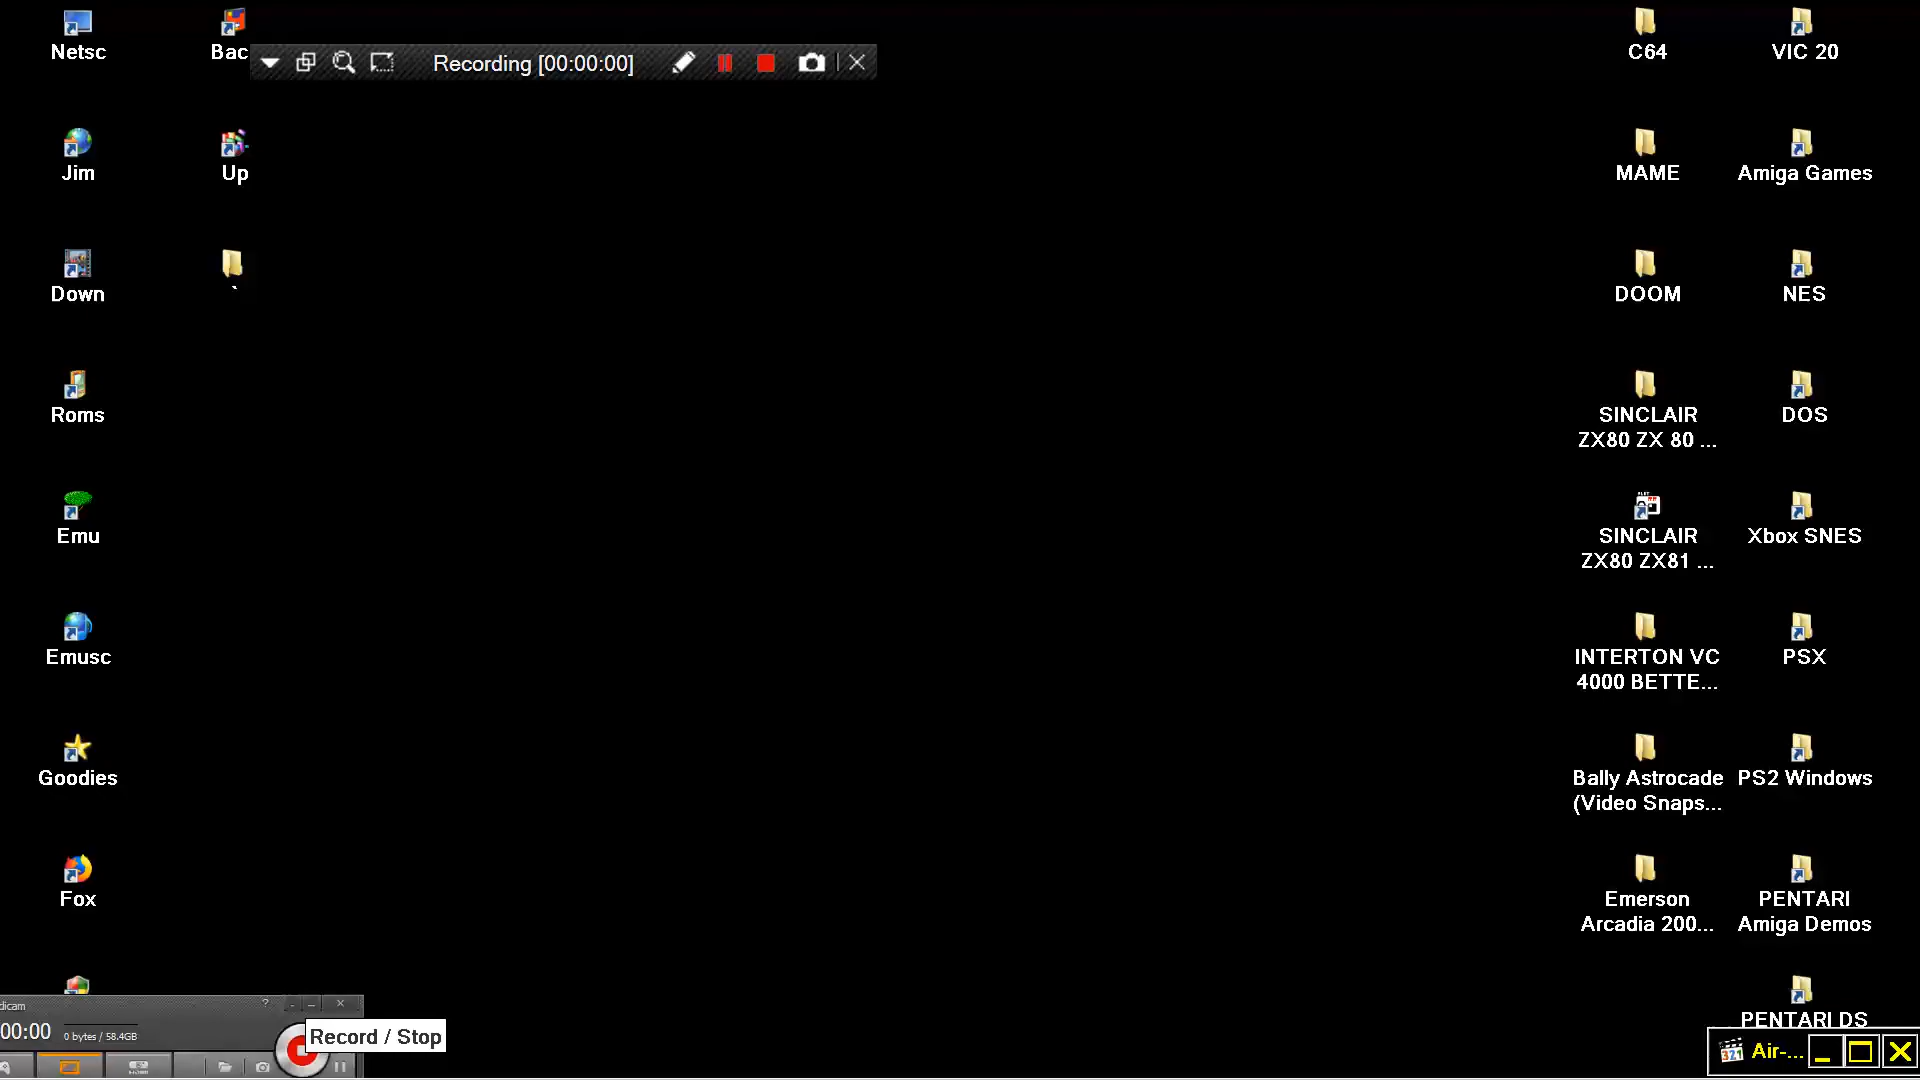 Netsc
Bac
Recording [00:00:00]
C64
VIC 20
Jim
Up
MAME
Amiga Games
Down
`
DOOM
NES
Roms
SINCLAIR
ZX80 ZX 80 ...
DOS
Emu
SINCLAIR
ZX80 ZX81 ...
Xbox SNES
Emusc
INTERTON VC
4000 BETTE...
PSX
Goodies
Bally Astrocade
(Video Snaps...
PS2 Windows
Fox
Emerson
Arcadia 200...
PENTARI
Amiga Demos
PENTARI DS
dicam
00:00
0 bytes / 58.4GB
Record / Stop
321
Air-...